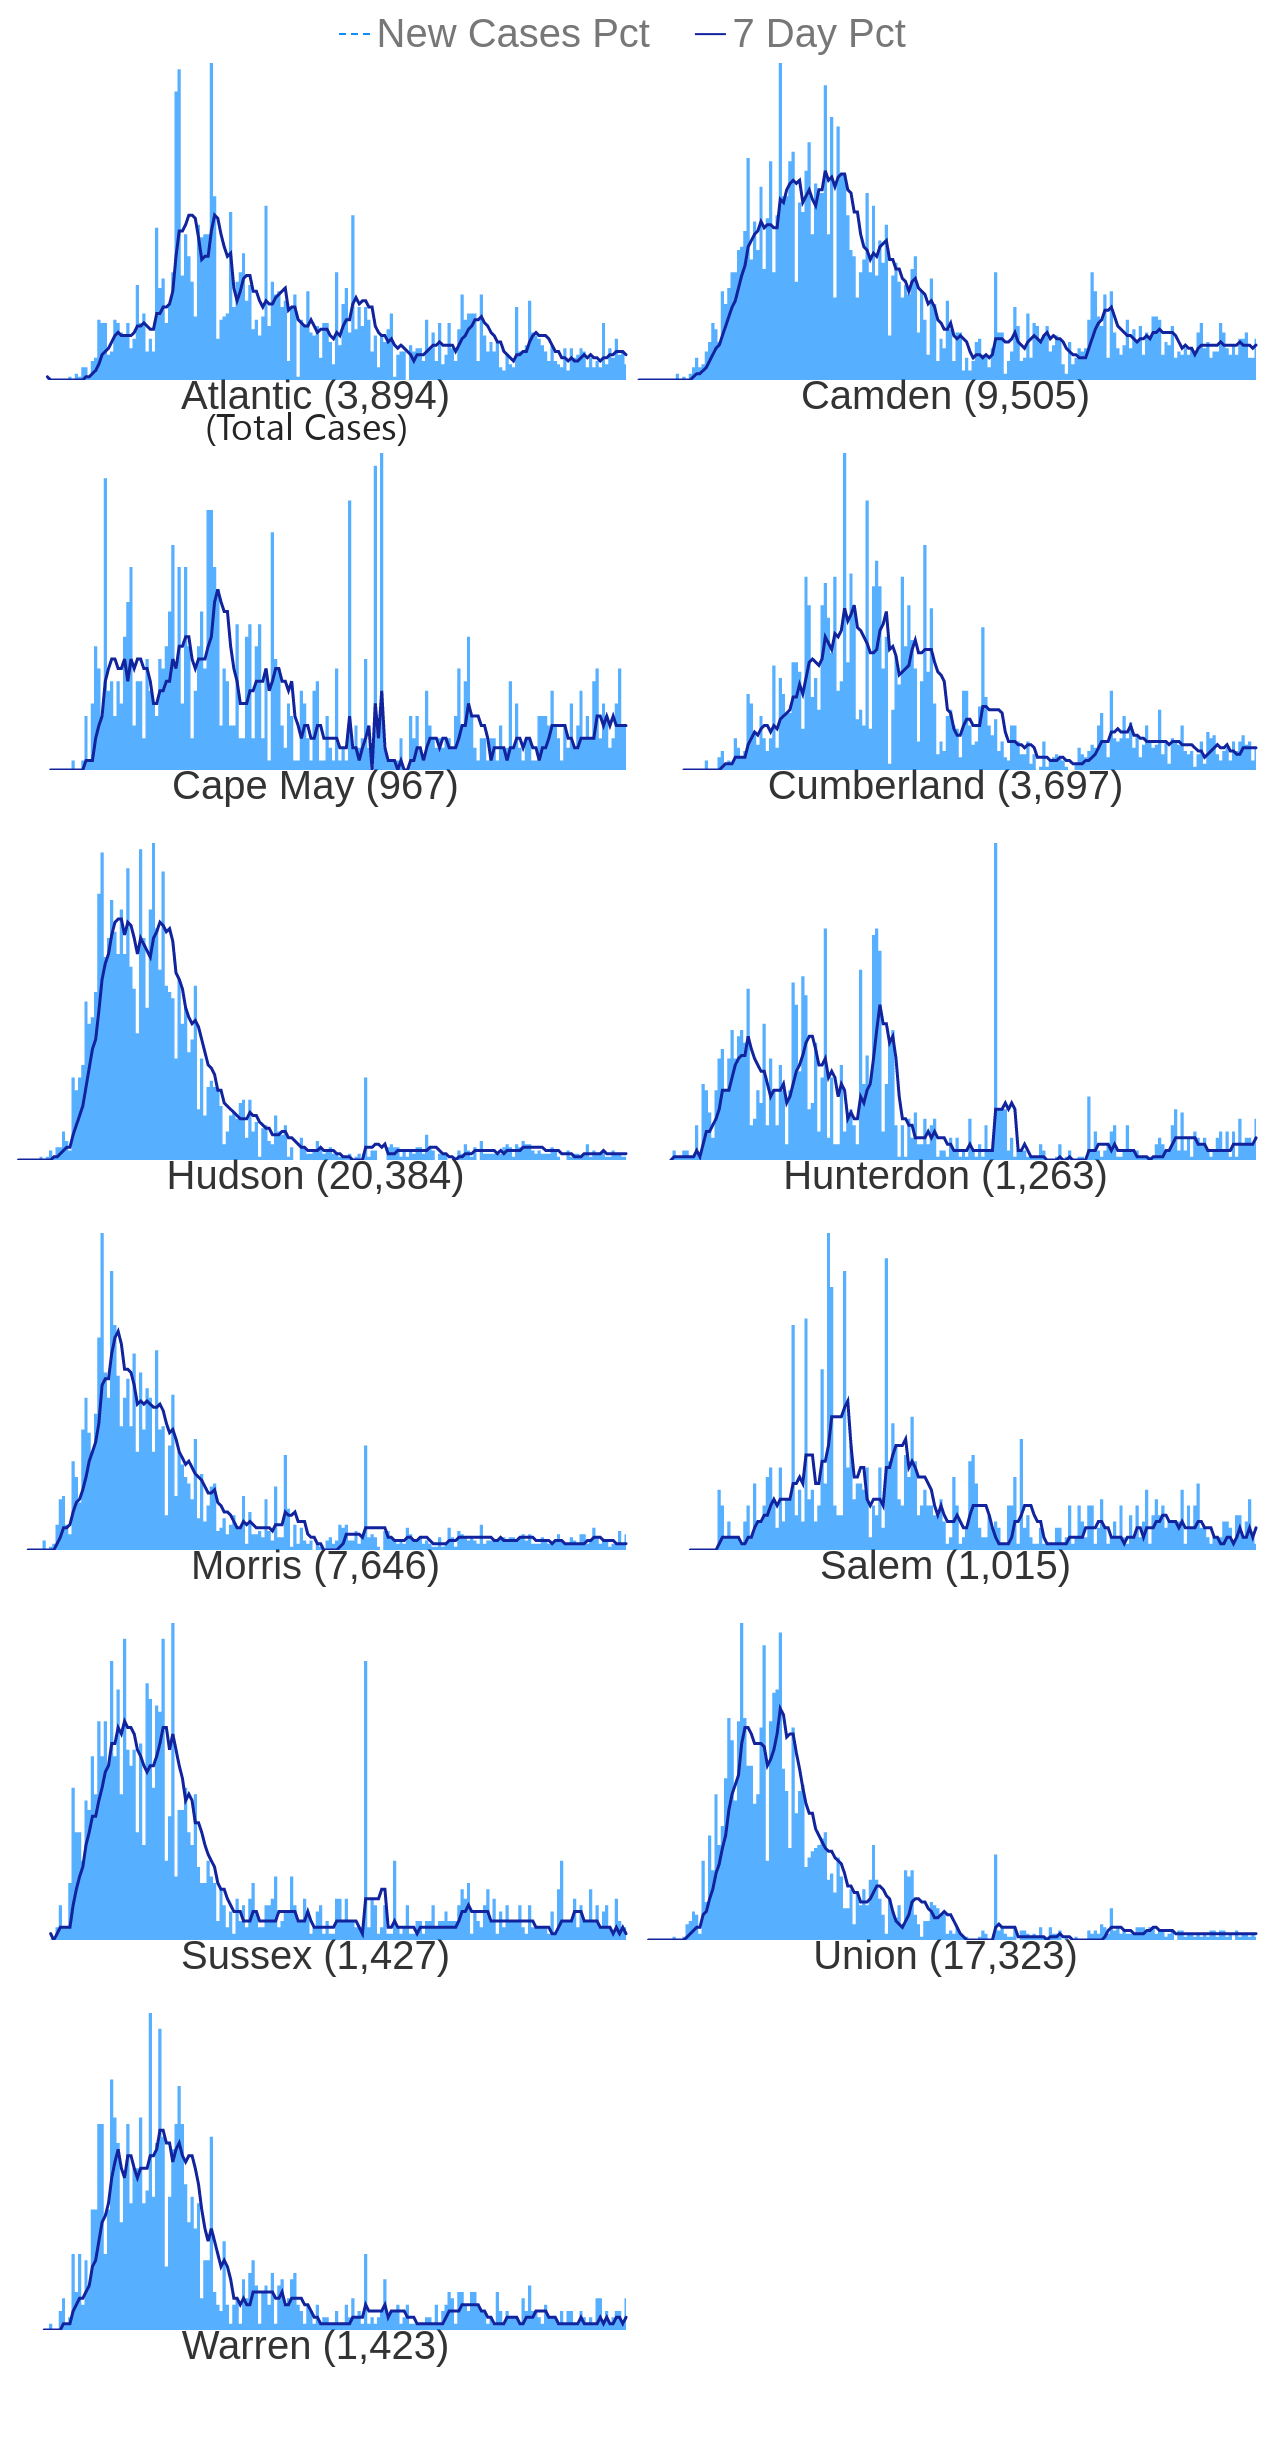 New Cases Pct 7 Day Pct
Atlantic (3,894) Camden (9,505)
(Total Cases)
Cape May (967) Cumberland (3,697)
Hudson (20,384) Hunterdon (1,263)
Morris (7,646) Salem (1,015)
Sussex (1,427) Union (17,323)
Warren (1,423)